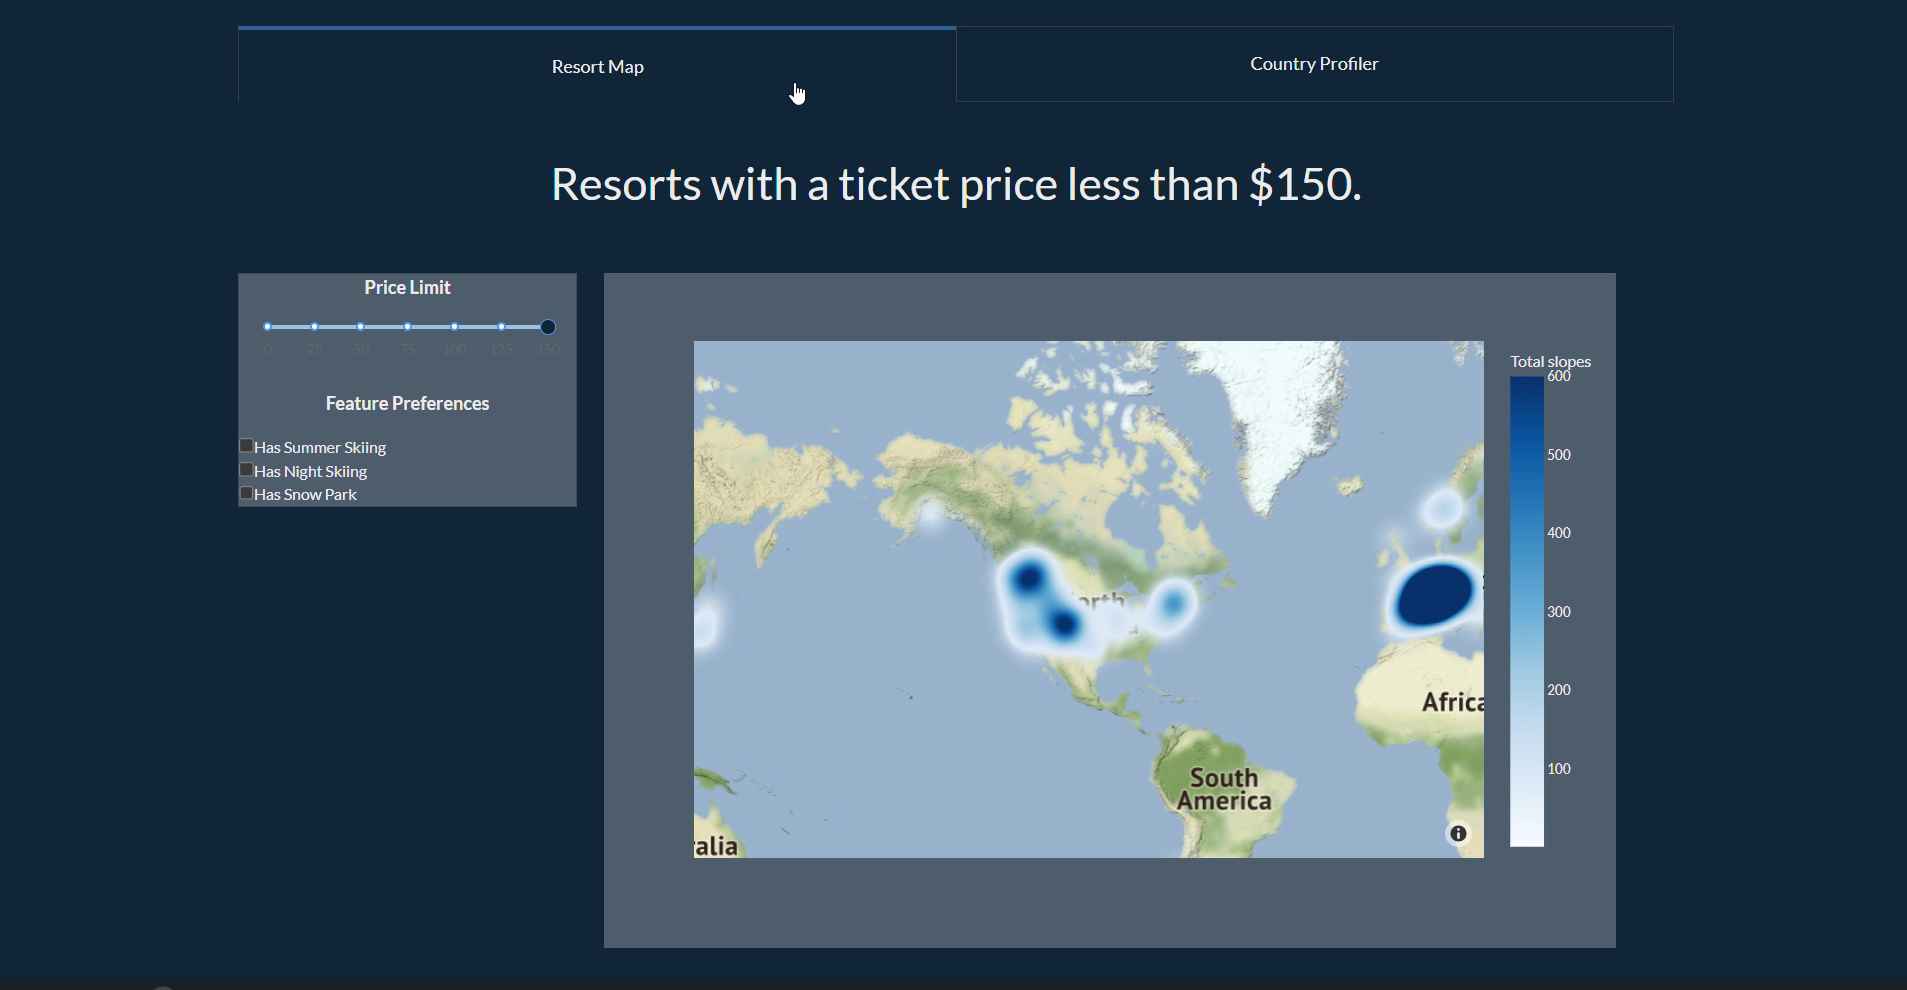 Resort Map
Country Profiler
Resorts with a ticket price less than $150.
Price Limit
0 25 50 75 100 125 150
Feature Preferences
Has Summer Skiing
Has Night Skiing
Has Snow Park
Total slopes
600
500
400
300
200
100
orth
Africa
South
America
ralia